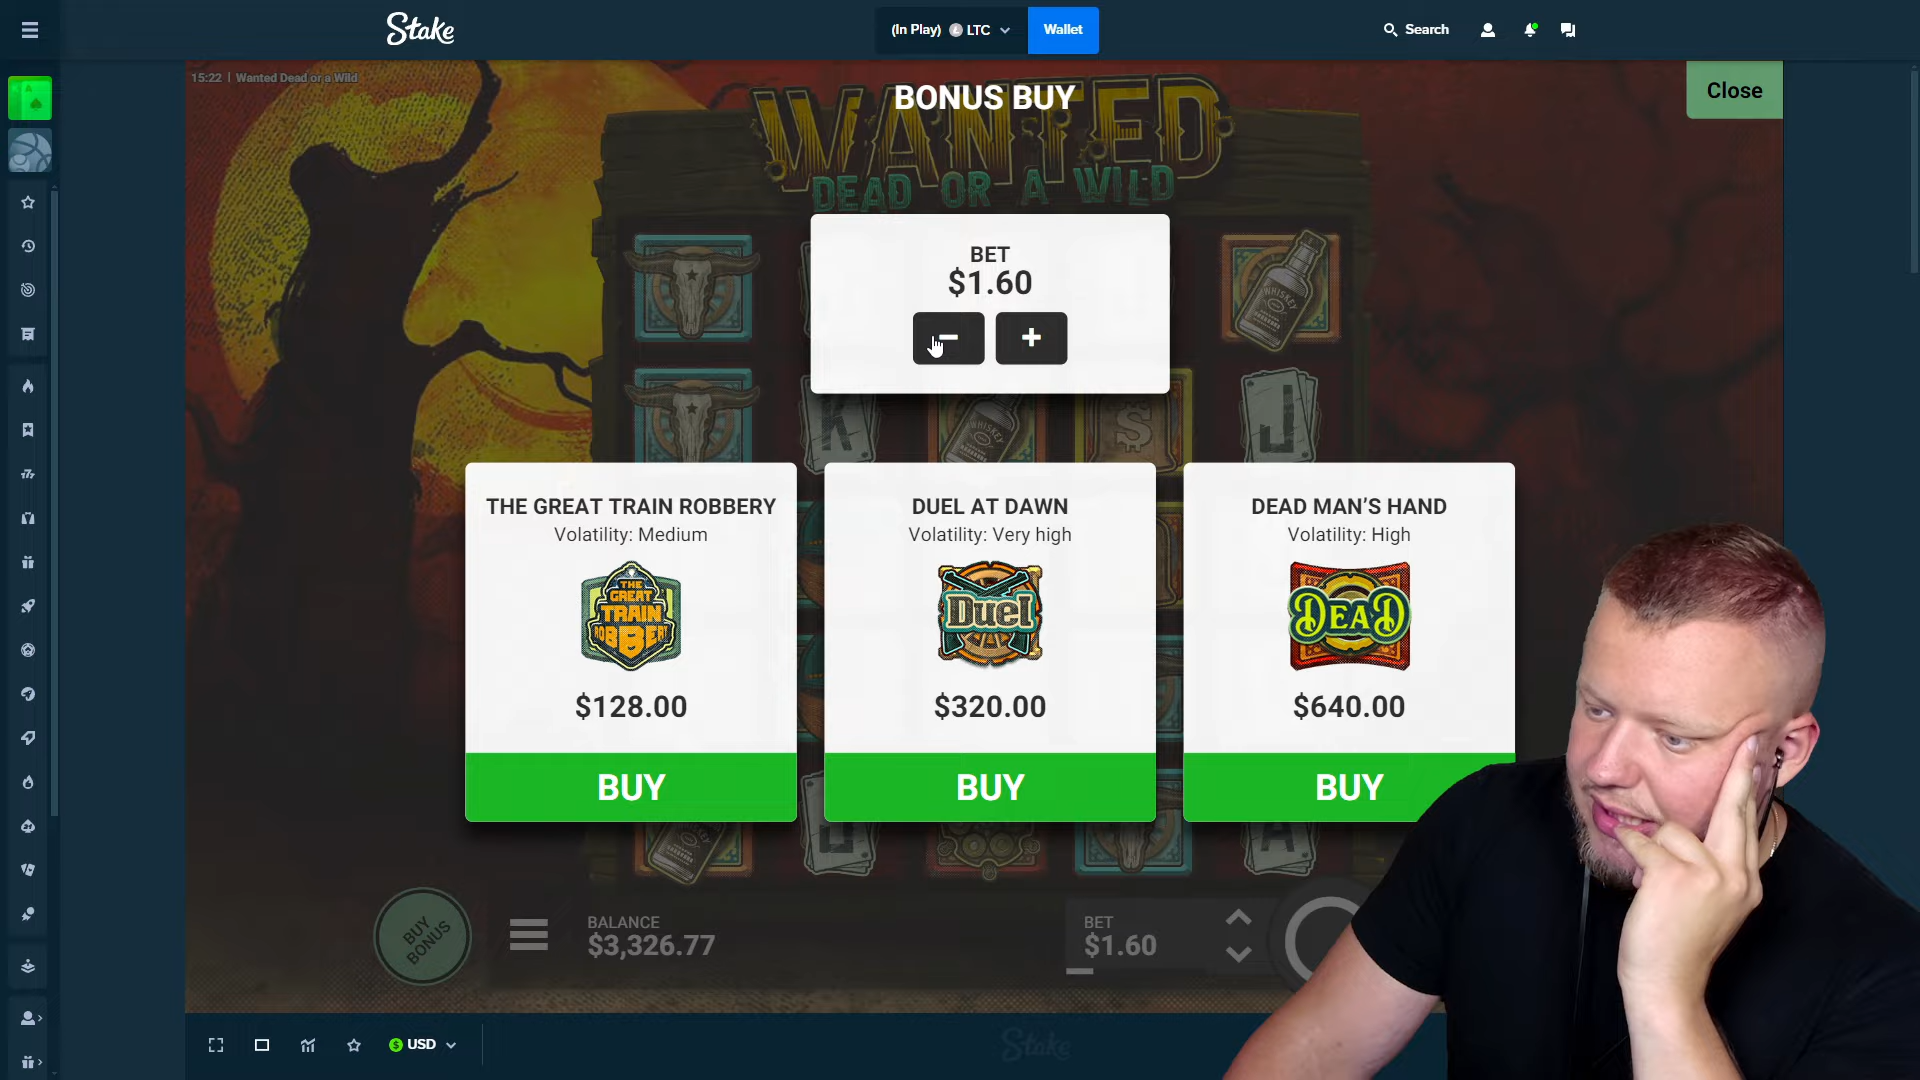 Stake
(In Play) LTC
Wallet
Search
15:22 | Wanted Dead or a Wild
BONUS BUY
Close
WANTED
DEAD OR A WILD
BET
$1.60
WHISKEY
K
WHISKEY
$
J
THE GREAT TRAIN ROBBERY
Volatility: Medium
THE GREAT TRAIN ROBBERY
$128.00
BUY
DUEL AT DAWN
Volatility: Very high
Duel
$320.00
BUY
DEAD MAN’S HAND
Volatility: High
DEAD
$640.00
BUY
J
A
BUY BONUS
BALANCE
$3,326.77
BET
$1.60
USD
Stake